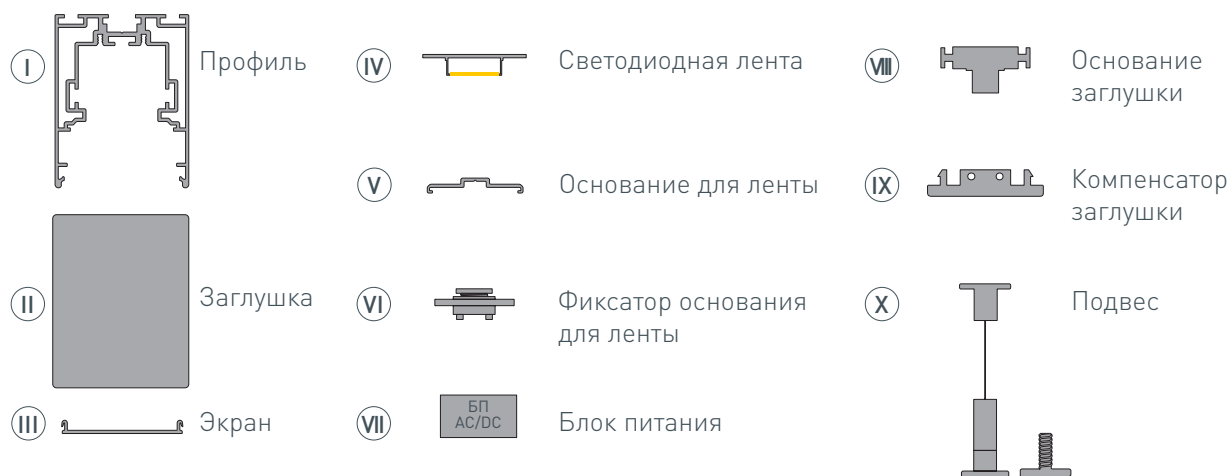 I
Профиль
II
Заглушка
III
Экран
IV
Светодиодная лента
V
Основание для ленты
VI
Фиксатор основания
для ленты
VII
БП
AC/DC
Блок питания
VIII
Основание
заглушки
IX
Компенсатор
заглушки
X
Подвес